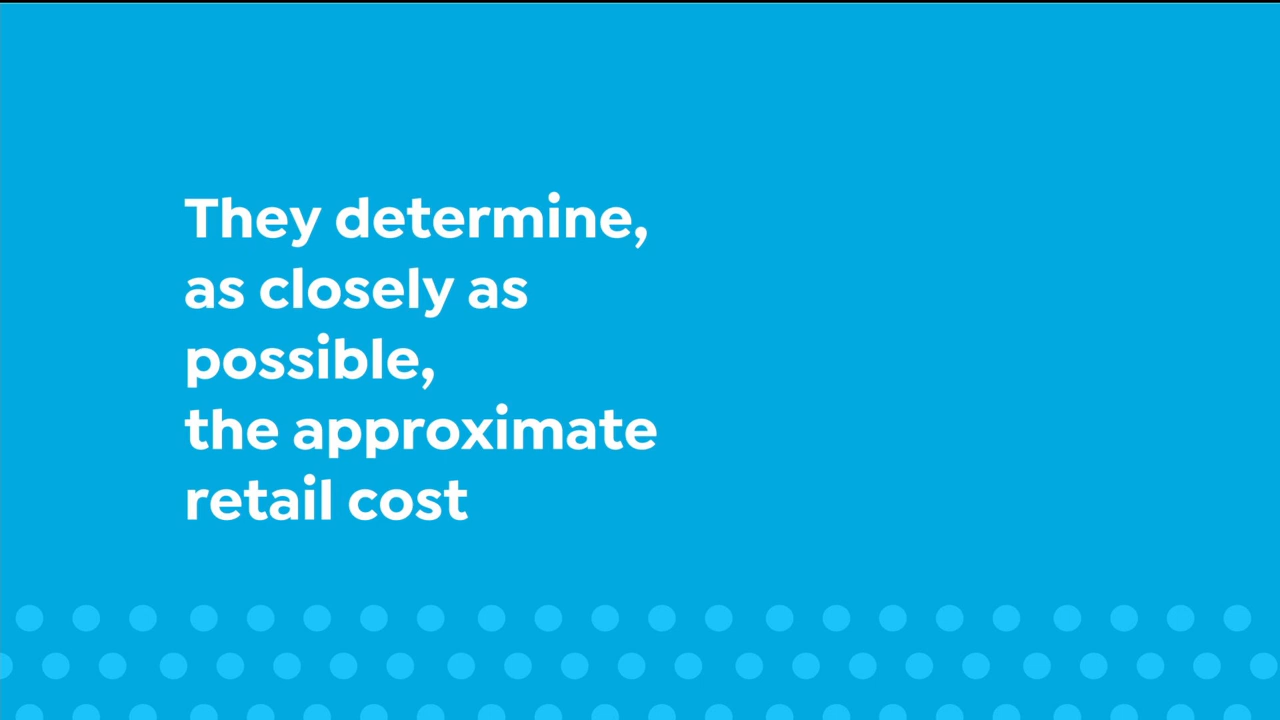 They determine,
as closely as
possible,
the approximate
retail cost